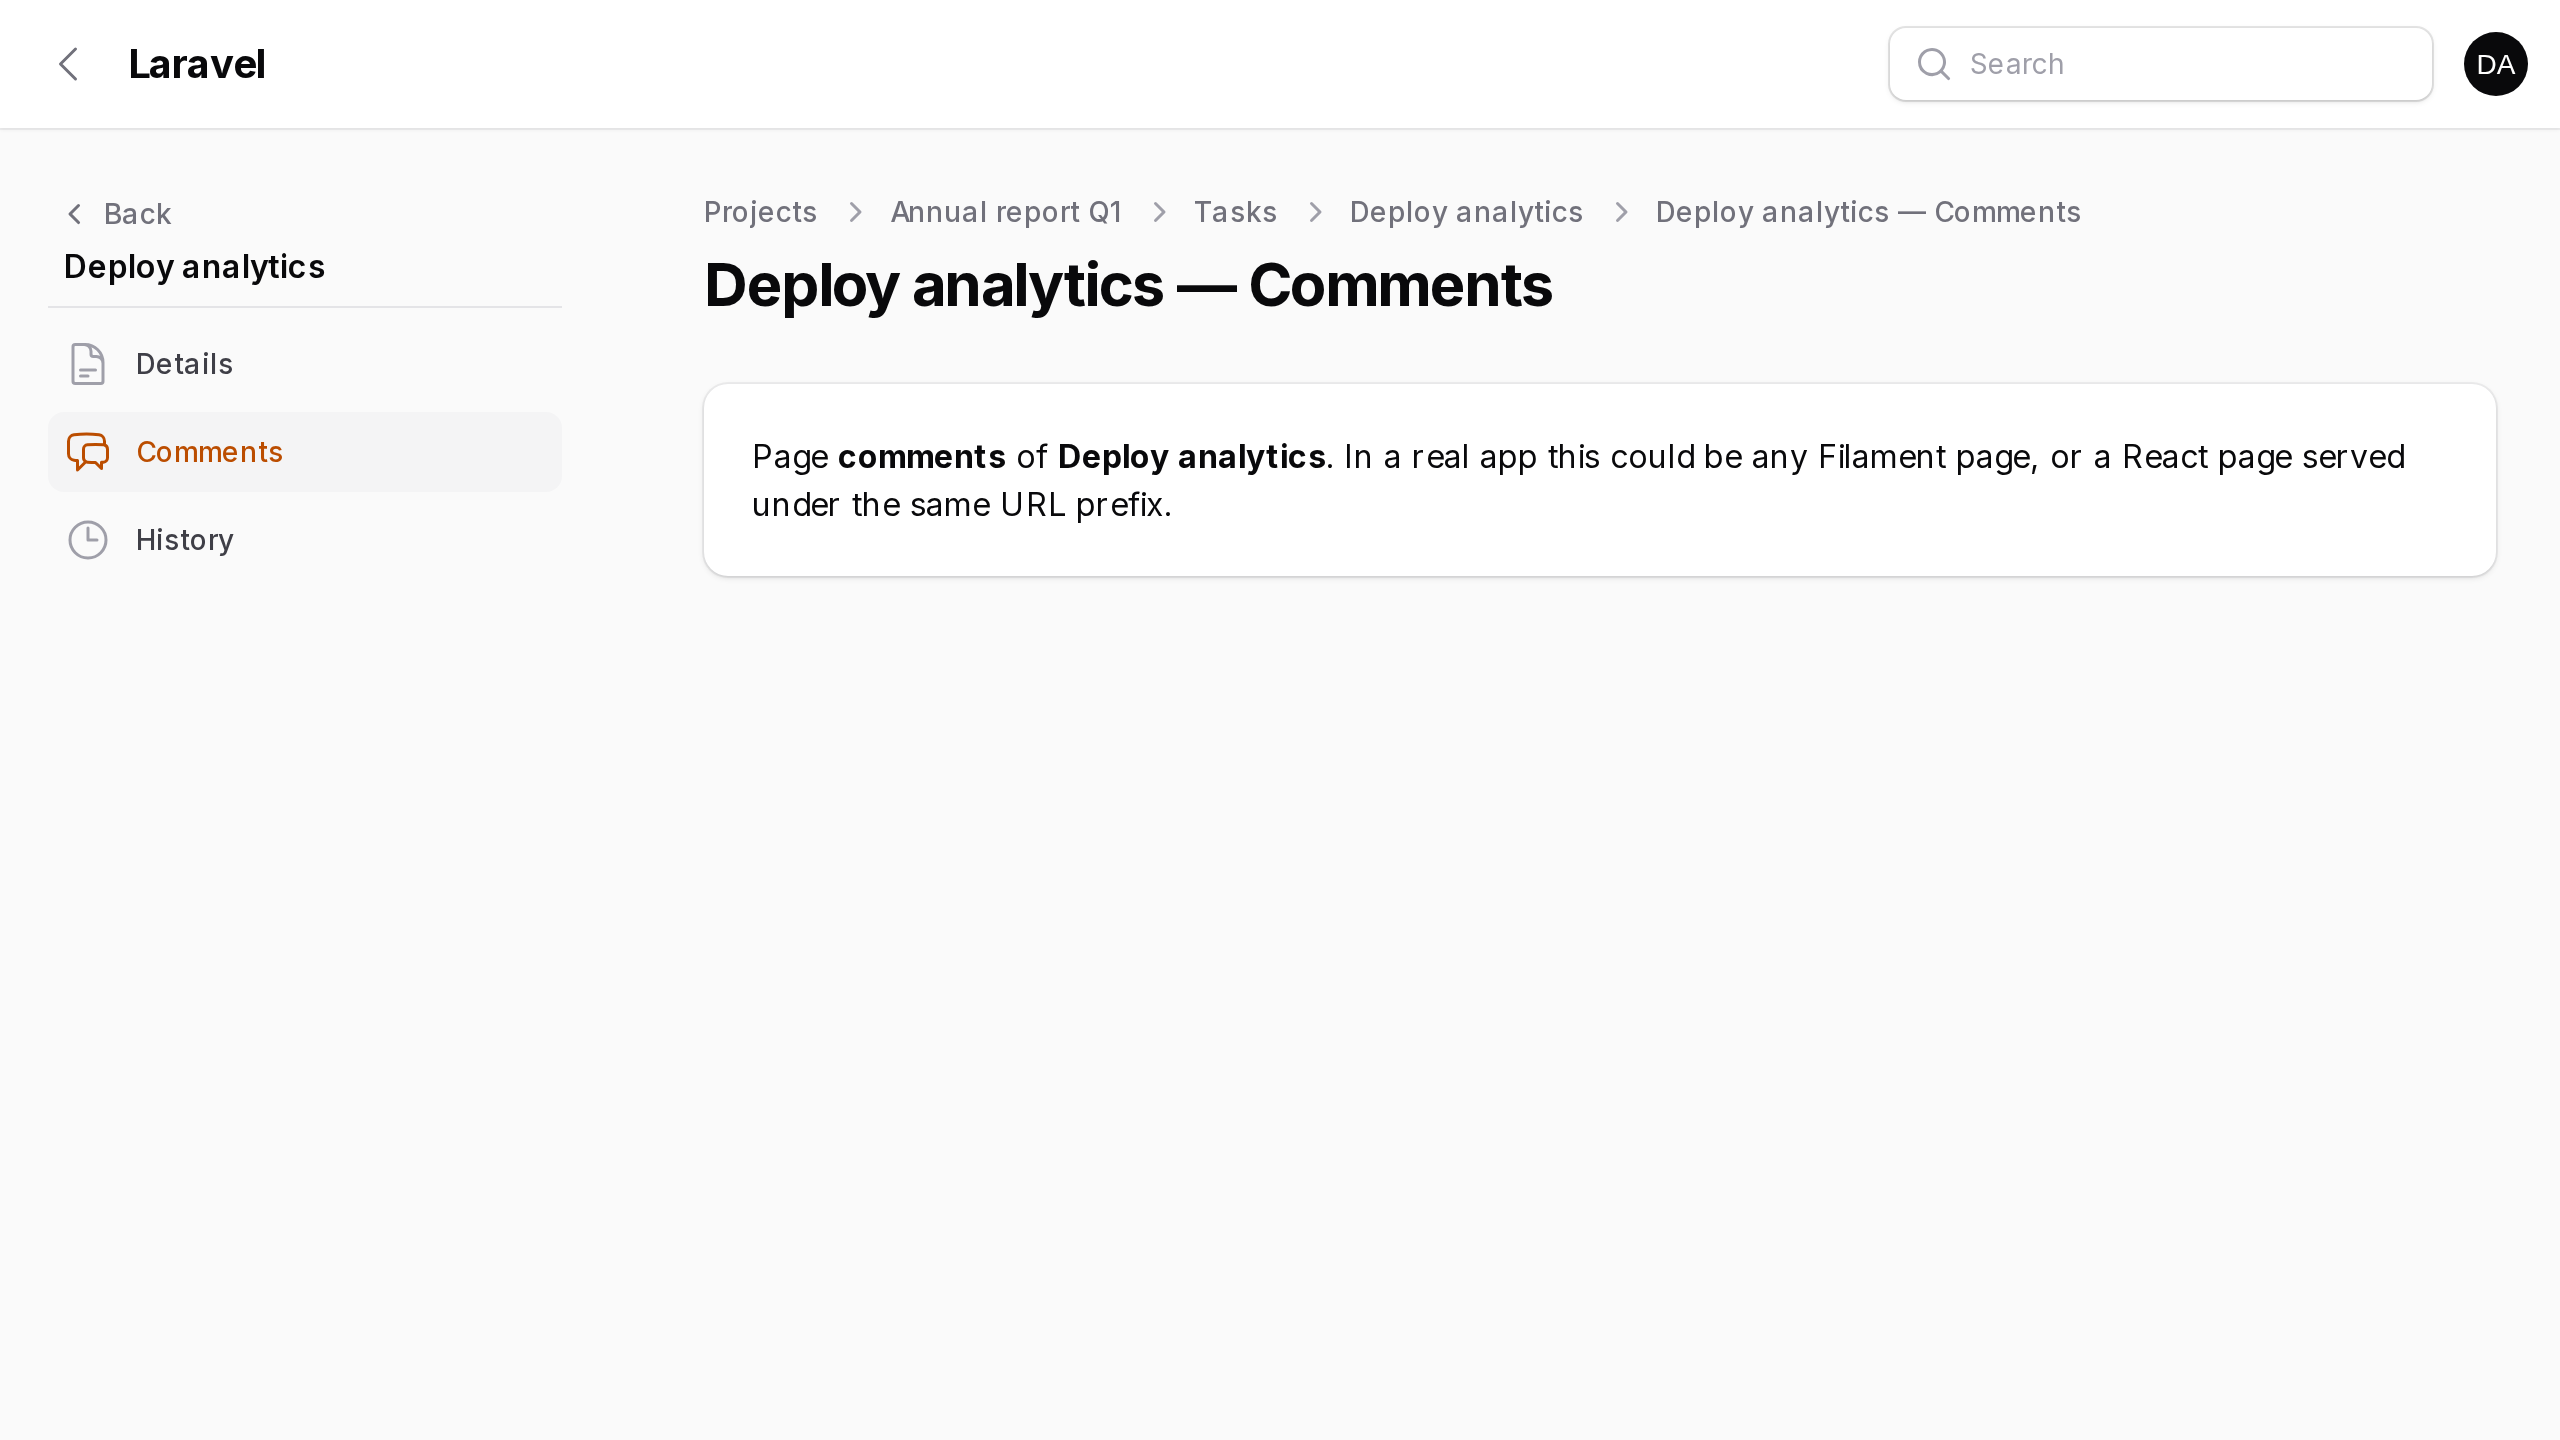 Laravel
Search
DA
Back
Deploy analytics
Details
Comments
History
Projects > Annual report Q1 > Tasks > Deploy analytics > Deploy analytics — Comments
Deploy analytics — Comments
Page comments of Deploy analytics. In a real app this could be any Filament page, or a React page served
under the same URL prefix.